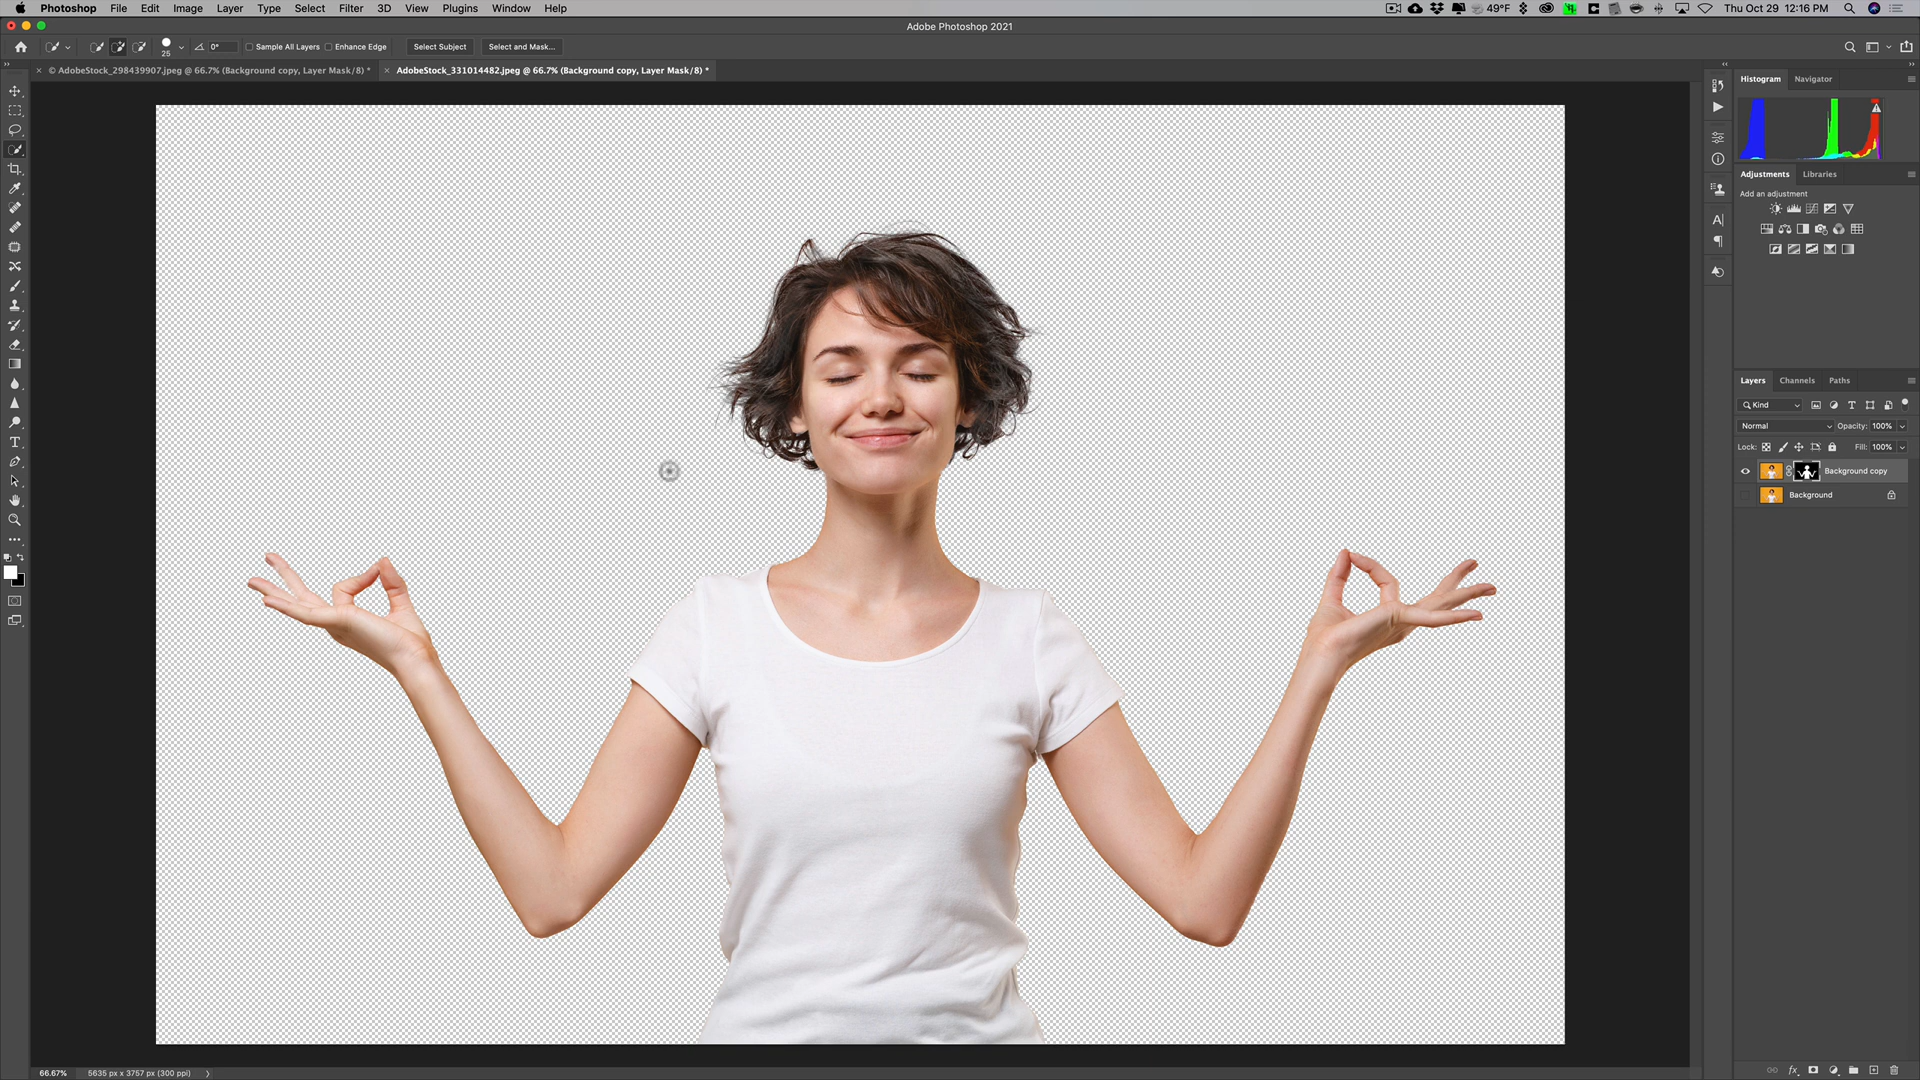 Photoshop File Edit Image Layer Type Select Filter 3D View Plugins Window Help 49°F Thu Oct 29 12:16 PM
Adobe Photoshop 2021
25 0° Sample All Layers Enhance Edge Select Subject Select and Mask...
× © AdobeStock_298439907.jpeg @ 66.7% (Background copy, Layer Mask/8) * × AdobeStock_331014482.jpeg @ 66.7% (Background copy, Layer Mask/8) *
Histogram Navigator
Adjustments Libraries
Add an adjustment
Layers Channels Paths
Kind
Normal Opacity: 100%
Lock: Fill: 100%
Background copy
Background
66.67% 5635 px x 3757 px (300 ppi)